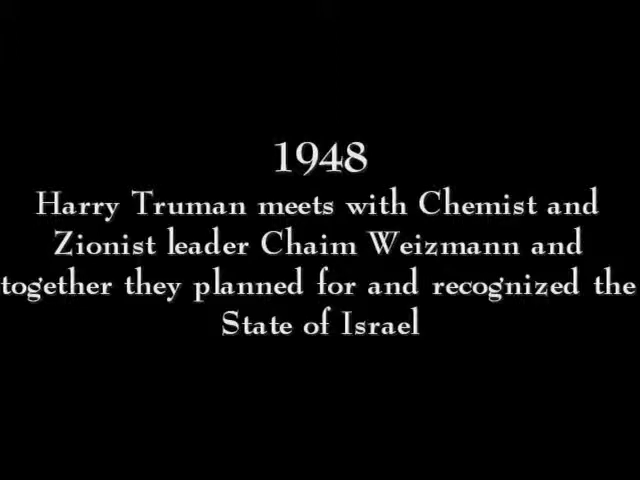 1948
Harry Truman meets with Chemist and
Zionist leader Chaim Weizmann and
together they planned for and recognized the
State of Israel